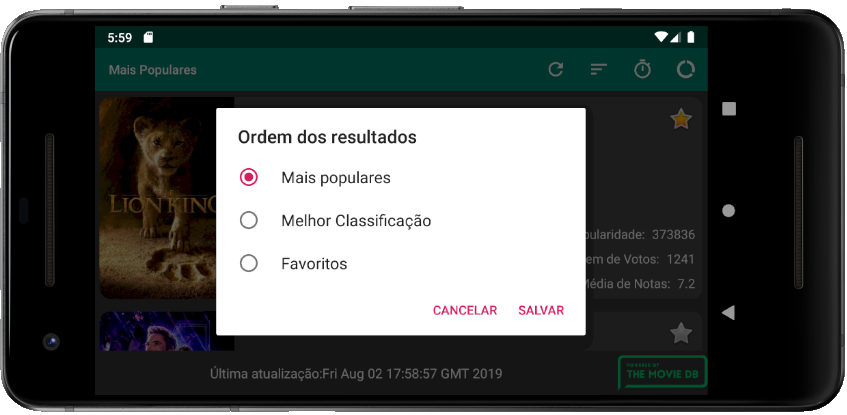 5:59
Mais Populares
Ordem dos resultados
Mais populares
Melhor Classificação
Favoritos
CANCELAR SALVAR
LION KING
pularidade: 373836
em de Votos: 1241
Média de Notas: 7.2
Última atualização:Fri Aug 02 17:58:57 GMT 2019
POWERED BY
THE MOVIE DB